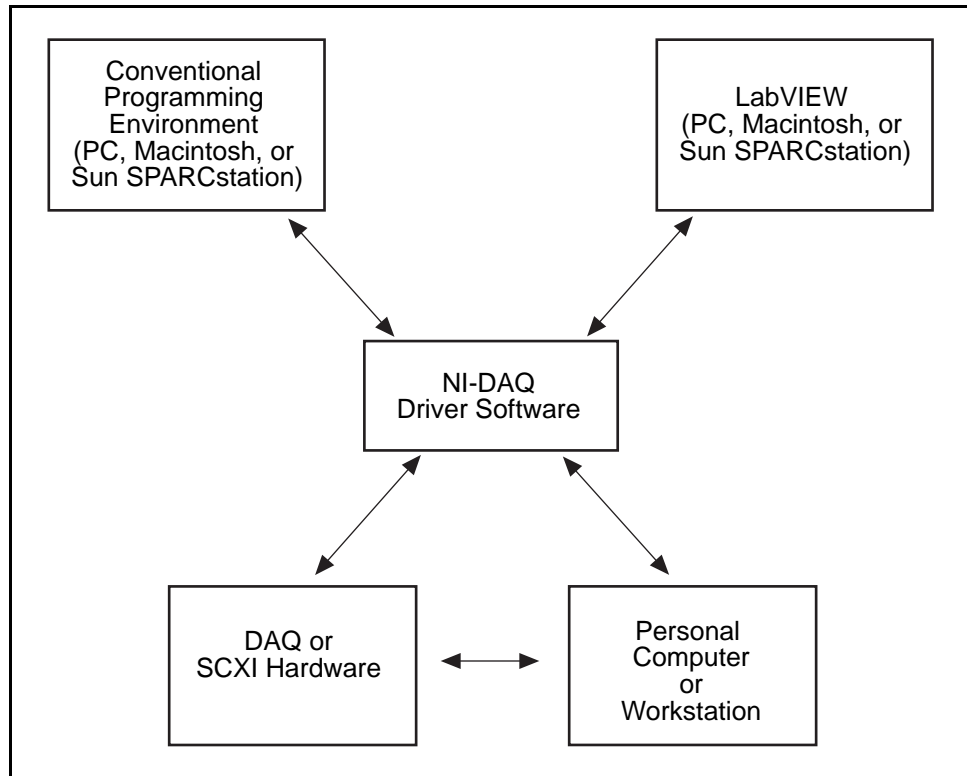 Conventional
Programming
Environment
(PC, Macintosh, or
Sun SPARCstation)
LabVIEW
(PC, Macintosh, or
Sun SPARCstation)
NI-DAQ
Driver Software
DAQ or
SCXI Hardware
Personal
Computer
or
Workstation